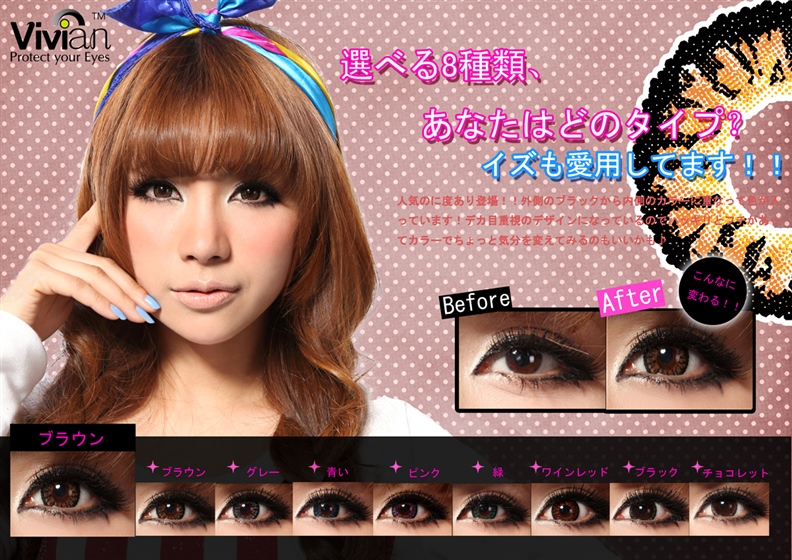 Vivian™
Protect your Eyes
選べる8種類、
あなたはどのタイプ?
イズも愛用してます!!
人気のに度あり登場!!外側のブラックから内側の
っています!デカ目重視のデザインになっているので
てカラーでちょっと気分を変えてみるのもいいかも♪
Before
After
こんなに
変わる!!
ブラウン
ブラウン
グレー
青い
ピンク
緑
ワインレッド
ブラック
チョコレット